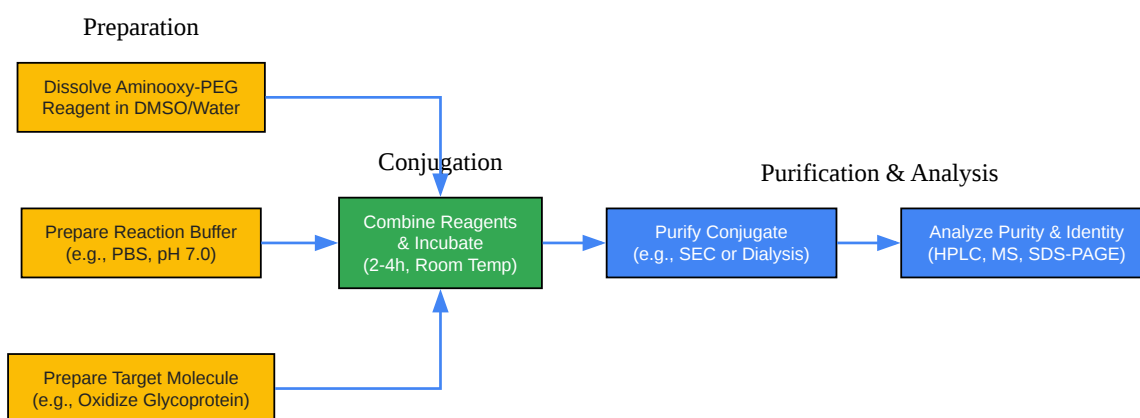 Preparation
Dissolve Aminooxy-PEG
Reagent in DMSO/Water
Prepare Reaction Buffer
(e.g., PBS, pH 7.0)
Prepare Target Molecule
(e.g., Oxidize Glycoprotein)
Conjugation
Combine Reagents
& Incubate
(2-4h, Room Temp)
Purification & Analysis
Purify Conjugate
(e.g., SEC or Dialysis)
Analyze Purity & Identity
(HPLC, MS, SDS-PAGE)